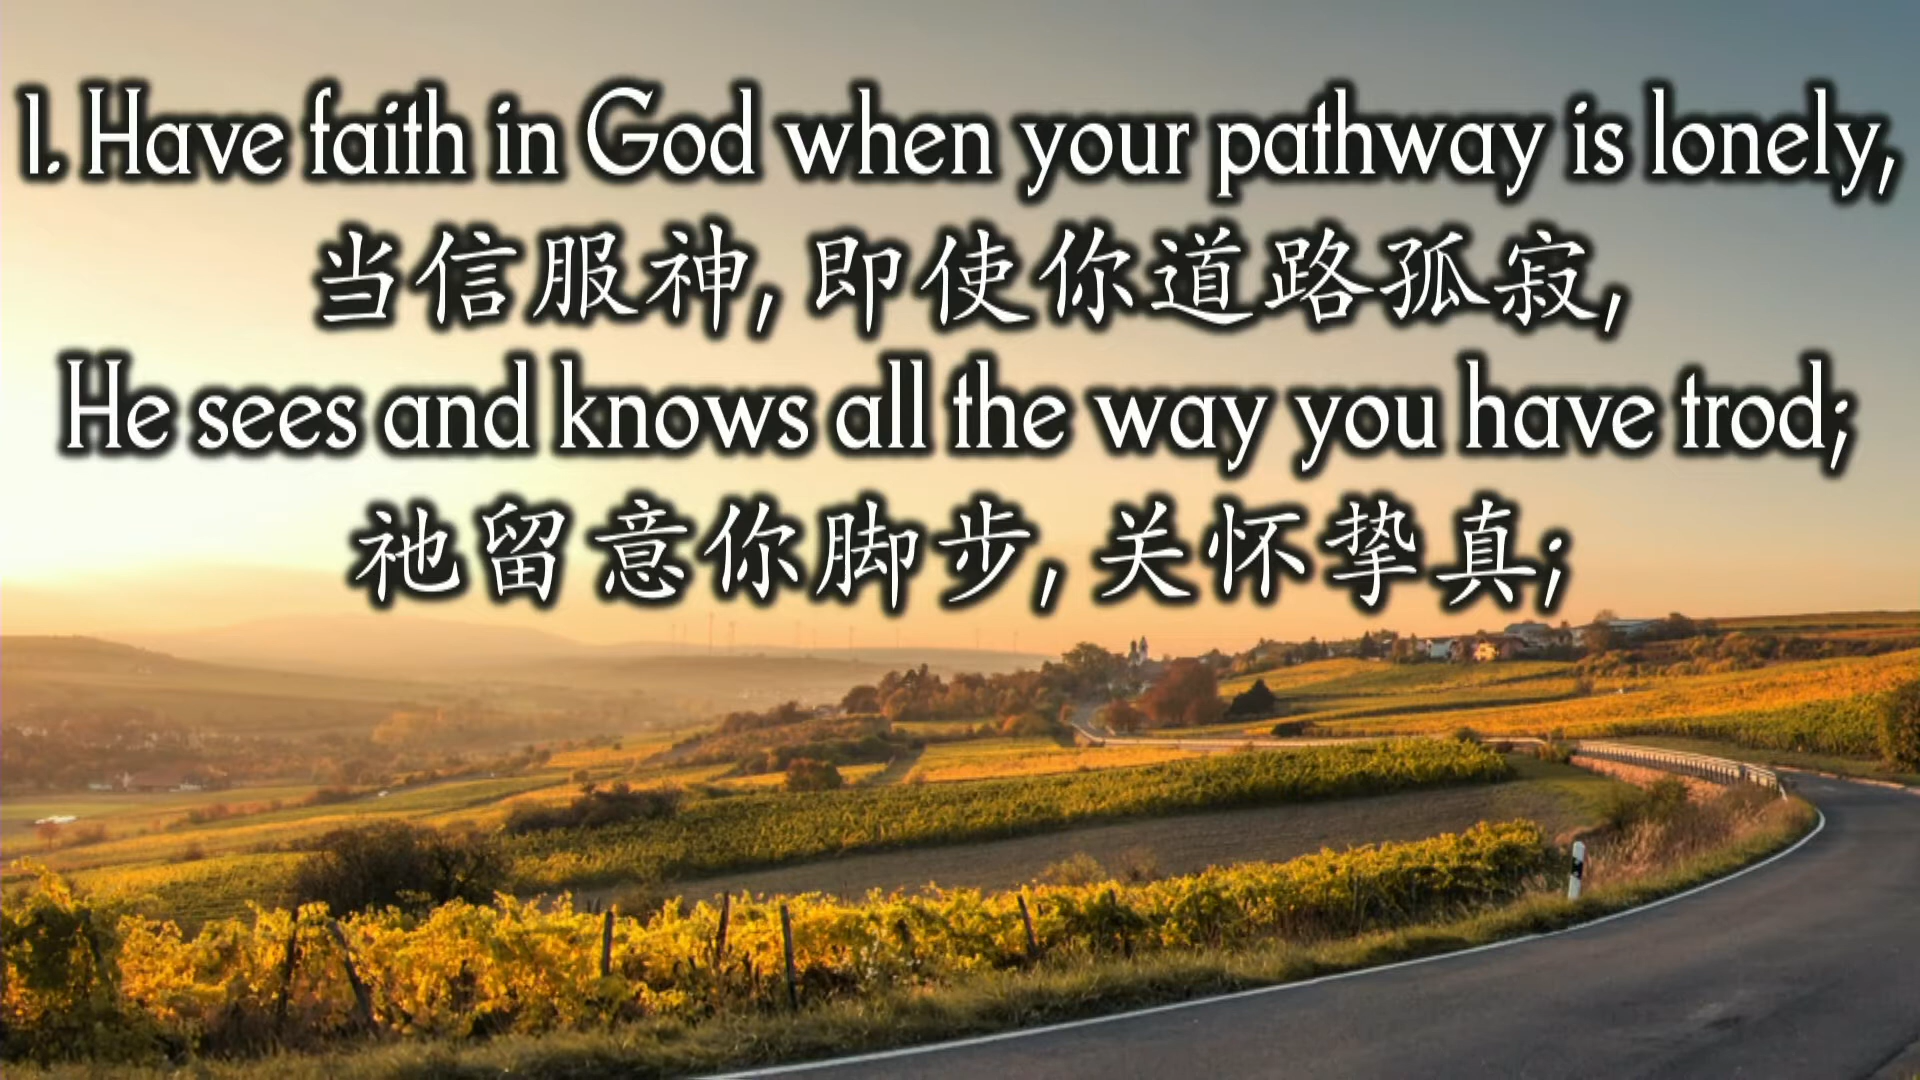 1. Have faith in God when your pathway is lonely,
当信服神, 即使你道路孤寂,
He sees and knows all the way you have trod;
祂留意你脚步, 关怀挚真;